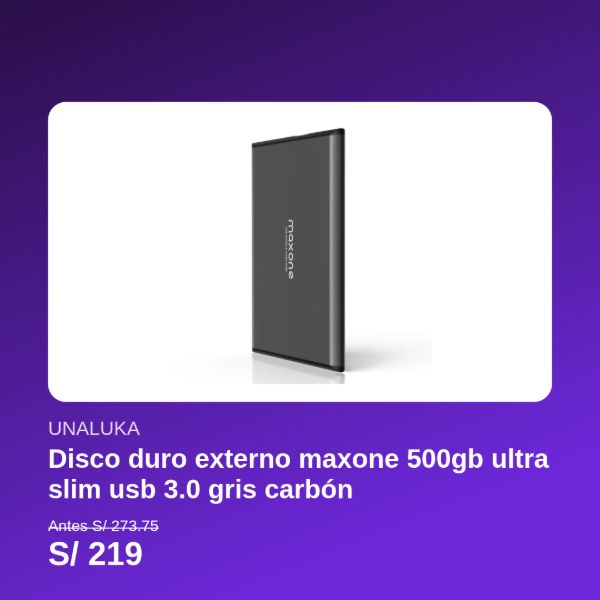 maxone
UNALUKA
Disco duro externo maxone 500gb ultra
slim usb 3.0 gris carbón
Antes S/ 273.75
S/ 219